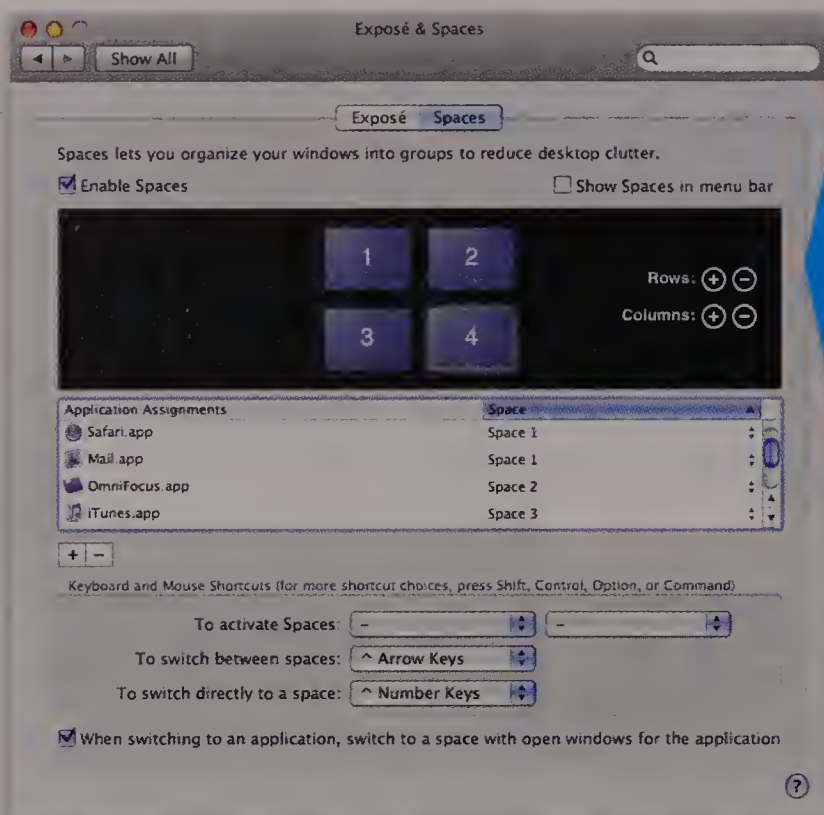 Exposé & Spaces
Show All
Exposé Spaces
Spaces lets you organize your windows into groups to reduce desktop clutter.
Enable Spaces Show Spaces in menu bar
1 2
Rows: + −
Columns: + −
3 4
Application Assignments Space
Safari.app Space 1
Mail.app Space 1
OmniFocus.app Space 2
iTunes.app Space 3
+ −
Keyboard and Mouse Shortcuts (for more shortcut choices, press Shift, Control, Option, or Command)
To activate Spaces: – –
To switch between spaces: ^ Arrow Keys
To switch directly to a space: ^ Number Keys
When switching to an application, switch to a space with open windows for the application
?